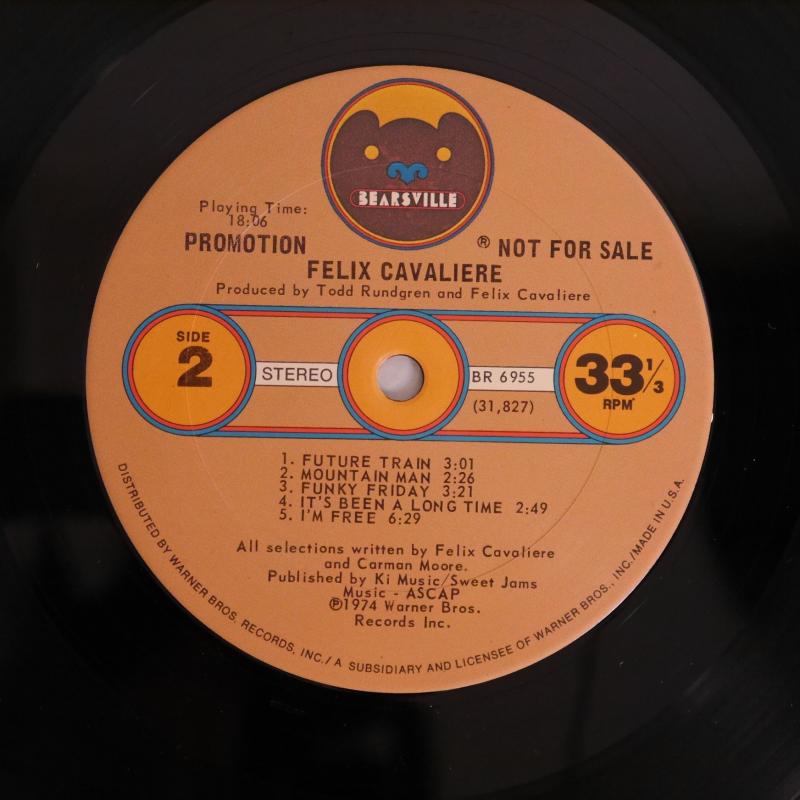 BEARSVILLE
Playing Time:
18:06
PROMOTION
® NOT FOR SALE
FELIX CAVALIERE
Produced by Todd Rundgren and Felix Cavaliere
SIDE
2
STEREO
BR 6955
(31,827)
33 1/3
RPM
1. FUTURE TRAIN 3:01
2. MOUNTAIN MAN 2:26
3. FUNKY FRIDAY 3:21
4. IT'S BEEN A LONG TIME 2:49
5. I'M FREE 6:29
All selections written by Felix Cavaliere
and Carman Moore.
Published by Ki Music/Sweet Jams
Music - ASCAP
℗1974 Warner Bros.
Records Inc.
DISTRIBUTED BY WARNER BROS. RECORDS, INC./A SUBSIDIARY AND LICENSEE OF WARNER BROS., INC./MADE IN U.S.A.